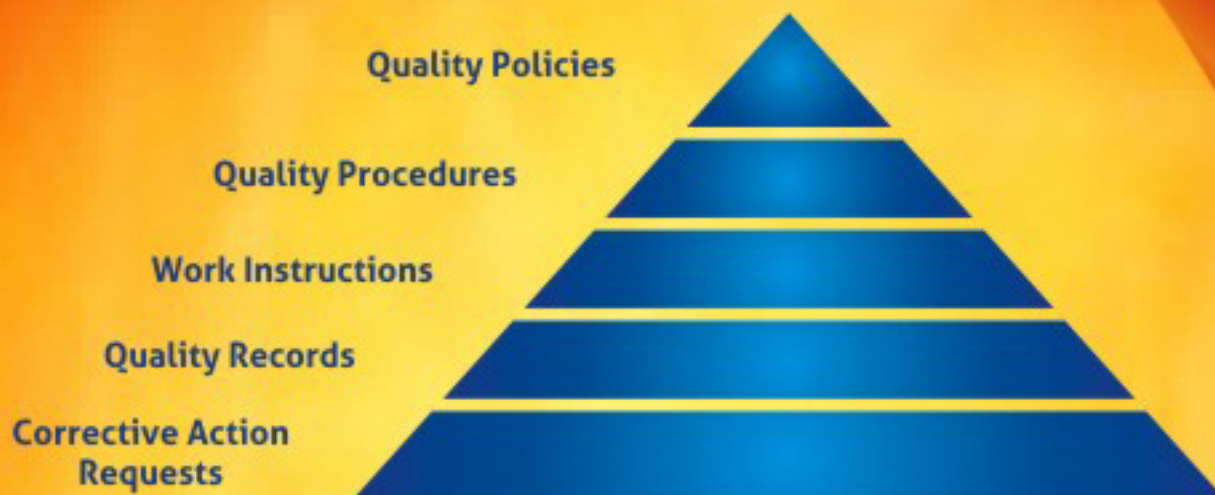 Quality Policies
Quality Procedures
Work Instructions
Quality Records
Corrective Action
Requests